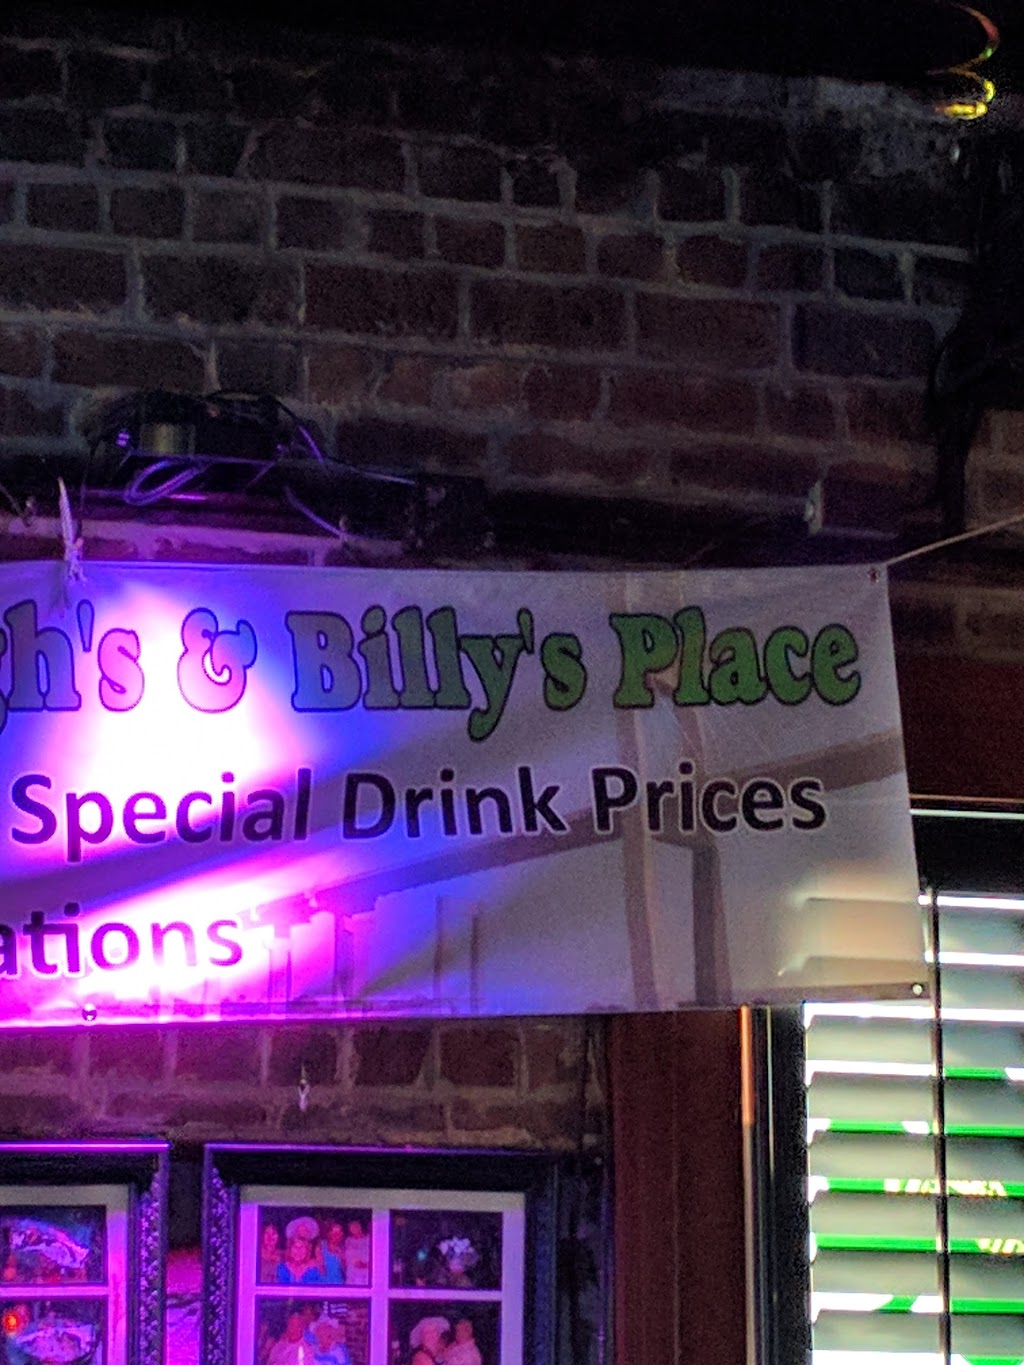 gh's & Billy's Place
Special Drink Prices
ations